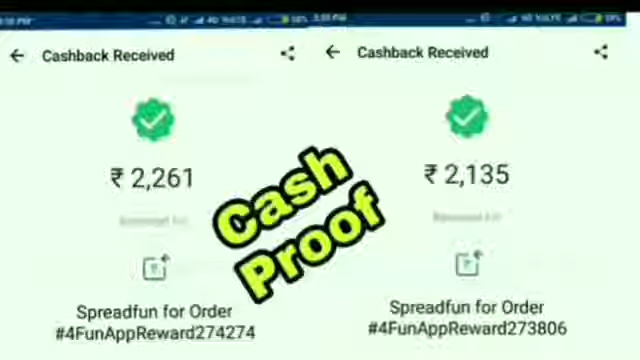 Cashback Received
₹ 2,261
Spreadfun for Order
#4FunAppReward274274
Cash
Proof
Cashback Received
₹ 2,135
Spreadfun for Order
#4FunAppReward273806